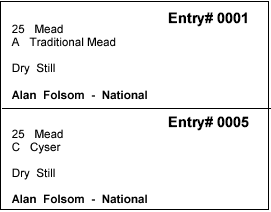 Entry# 0001
25 Mead
A Traditional Mead
Dry Still
Alan Folsom - National
Entry# 0005
25 Mead
C Cyser
Dry Still
Alan Folsom - National